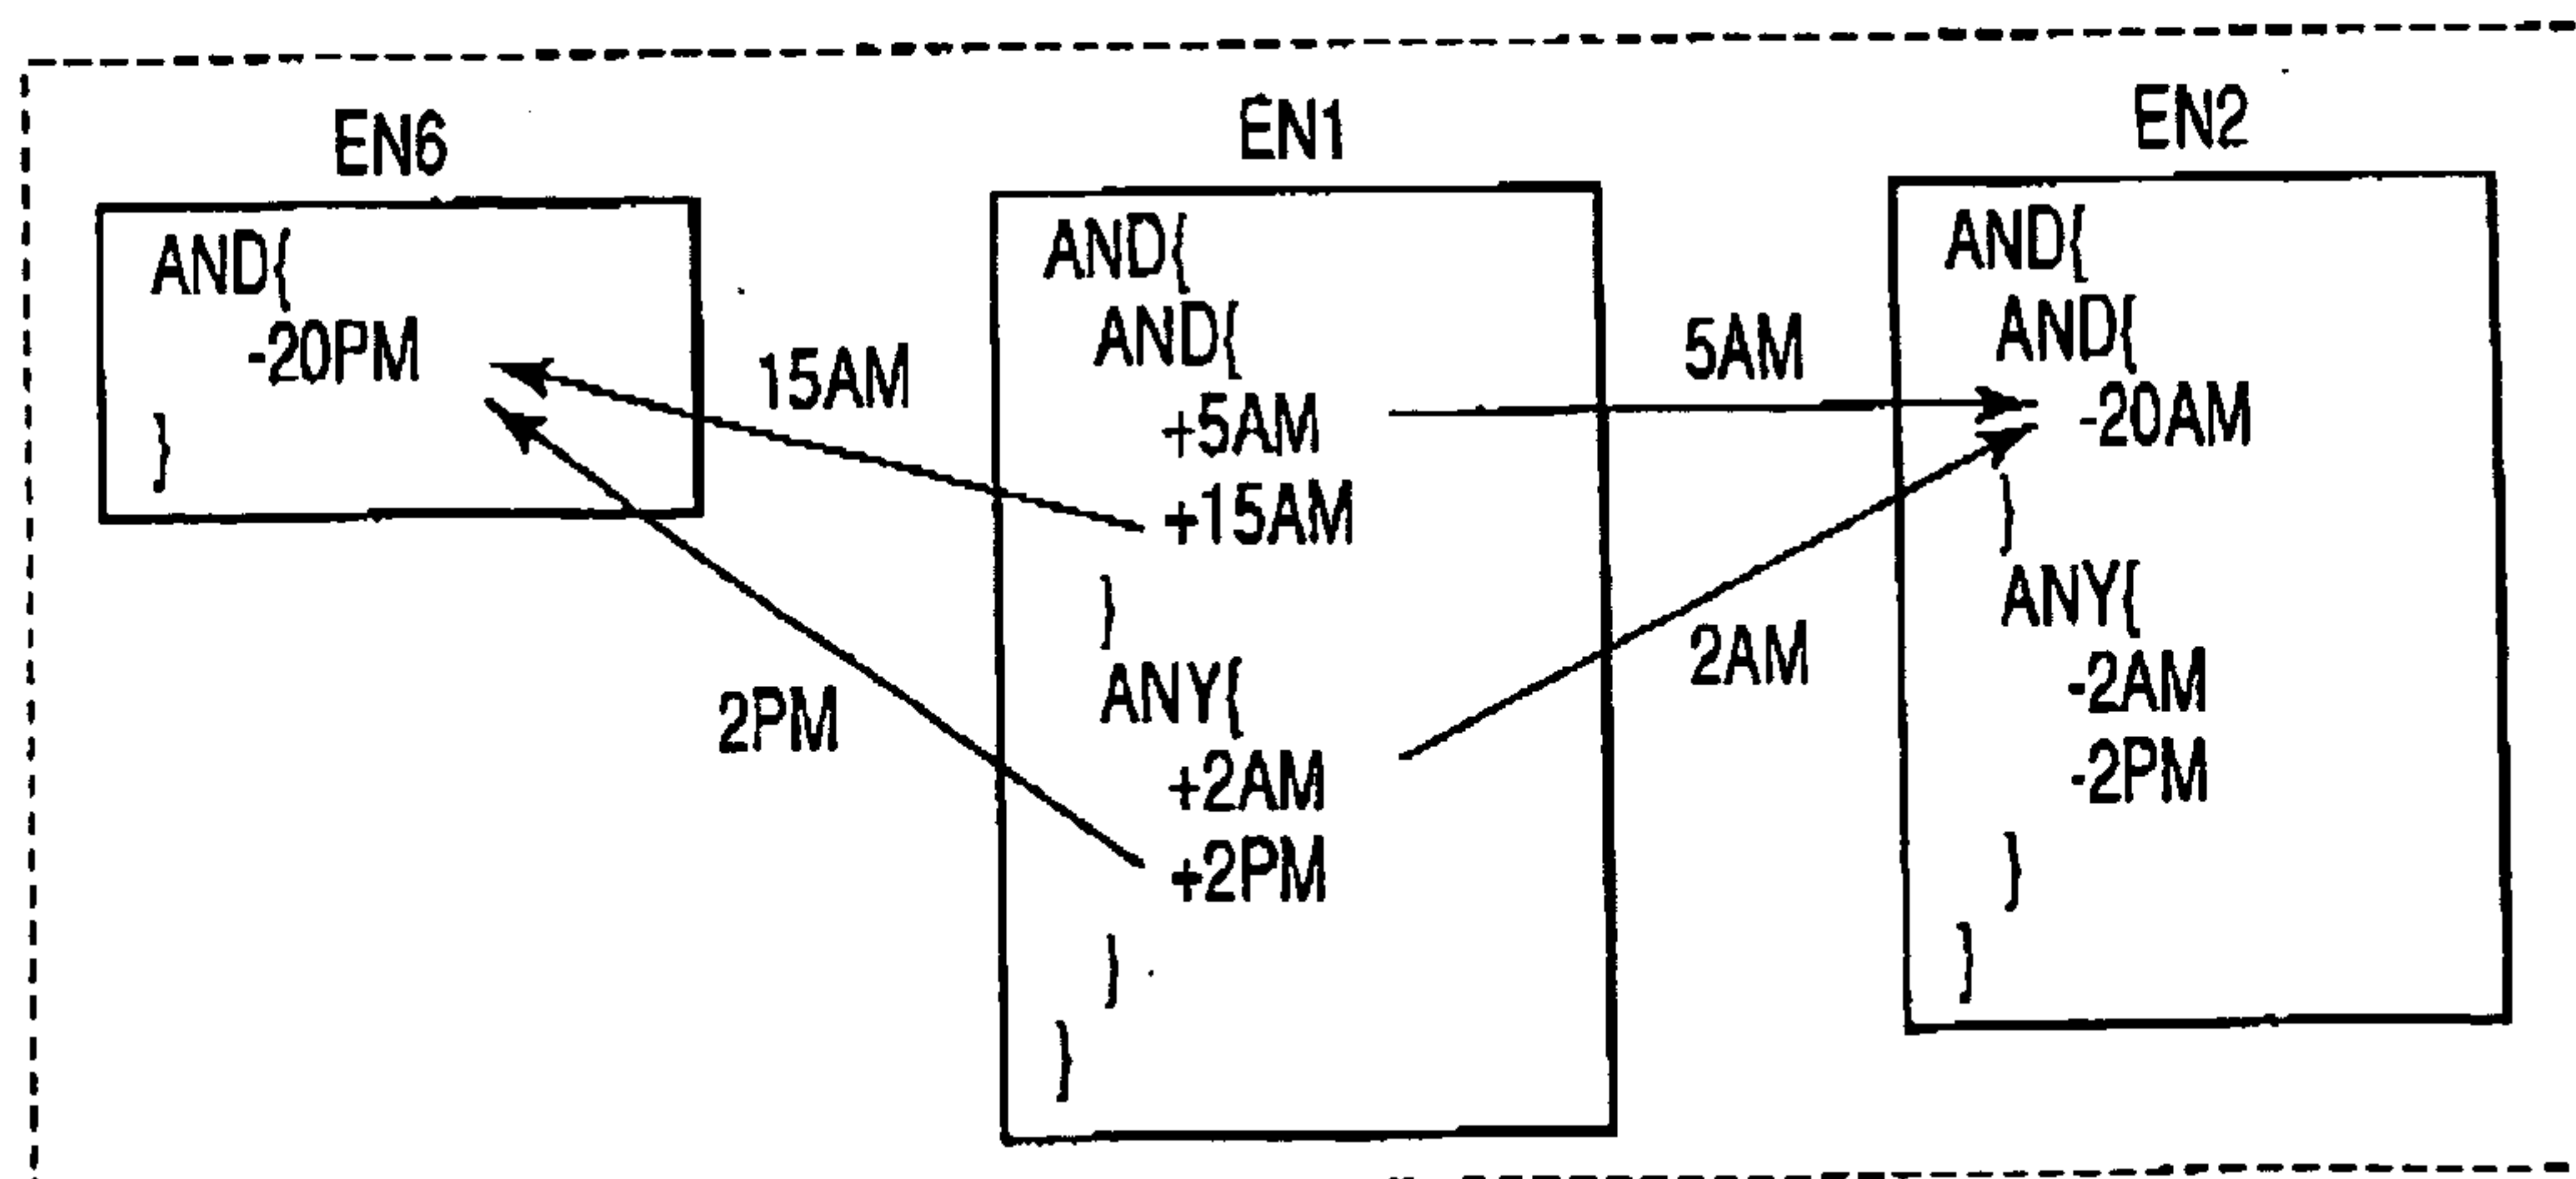 EN6
AND{
-20PM
}
15AM
2PM
EN1
AND{
AND{
+5AM
+15AM
}
ANY{
+2AM
+2PM
}
}
5AM
2AM
EN2
AND{
AND{
-20AM
}
ANY{
-2AM
-2PM
}
}